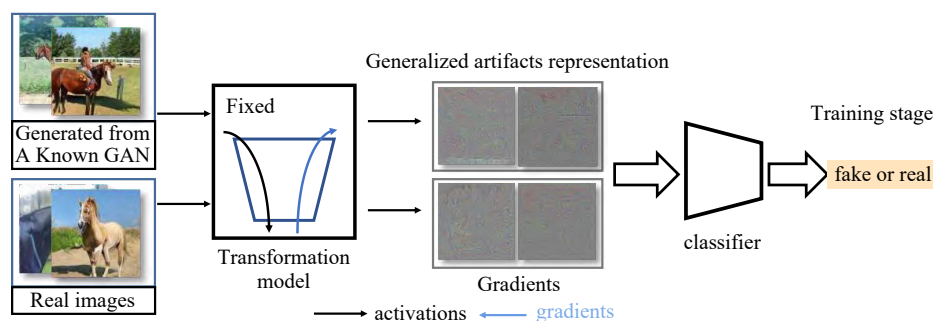 Generated from
A Known GAN
Real images
Fixed
Transformation
model
Generalized artifacts representation
Gradients
activations
gradients
classifier
Training stage
fake or real